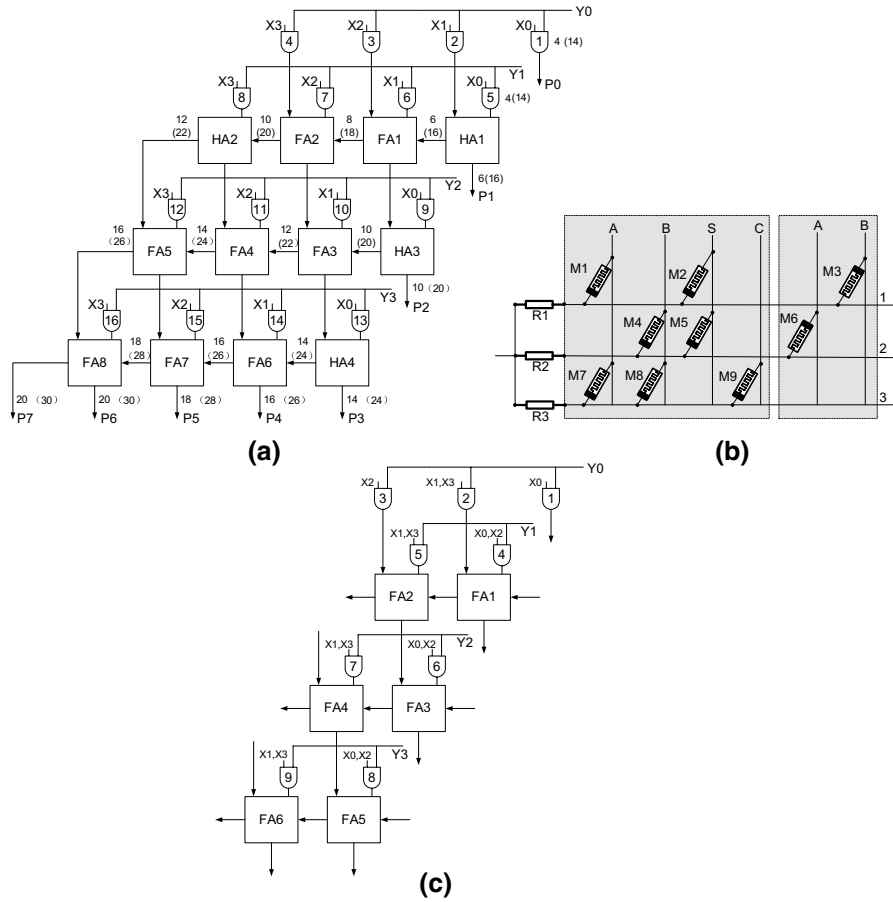 Y0
X3 X2 X1 X0
4 3 2 1 4 (14)
P0
Y1
X3 X2 X1 X0
8 7 6 5 4(14)
12 (22) HA2 10 (20) FA2 8 (18) FA1 6 (16) HA1
6(16)
P1
Y2
X3 X2 X1 X0
12 11 10 9
16 (26) FA5 14 (24) FA4 12 (22) FA3 10 (20) HA3
10 (20)
P2
Y3
X3 X2 X1 X0
16 15 14 13
FA8 18 (28) FA7 16 (26) FA6 14 (24) HA4
20 (30) 20 (30) 18 (28) 16 (26) 14 (24)
P7 P6 P5 P4 P3
(a)
A B S C A B
M1 M2 M3
R1 1
M4 M5 M6
R2 2
M7 M8 M9
R3 3
(b)
Y0
X2 X1,X3 X0
3 2 1
Y1
X1,X3 X0,X2
5 4
FA2 FA1
Y2
X1,X3 X0,X2
7 6
FA4 FA3
Y3
X1,X3 X0,X2
9 8
FA6 FA5
(c)